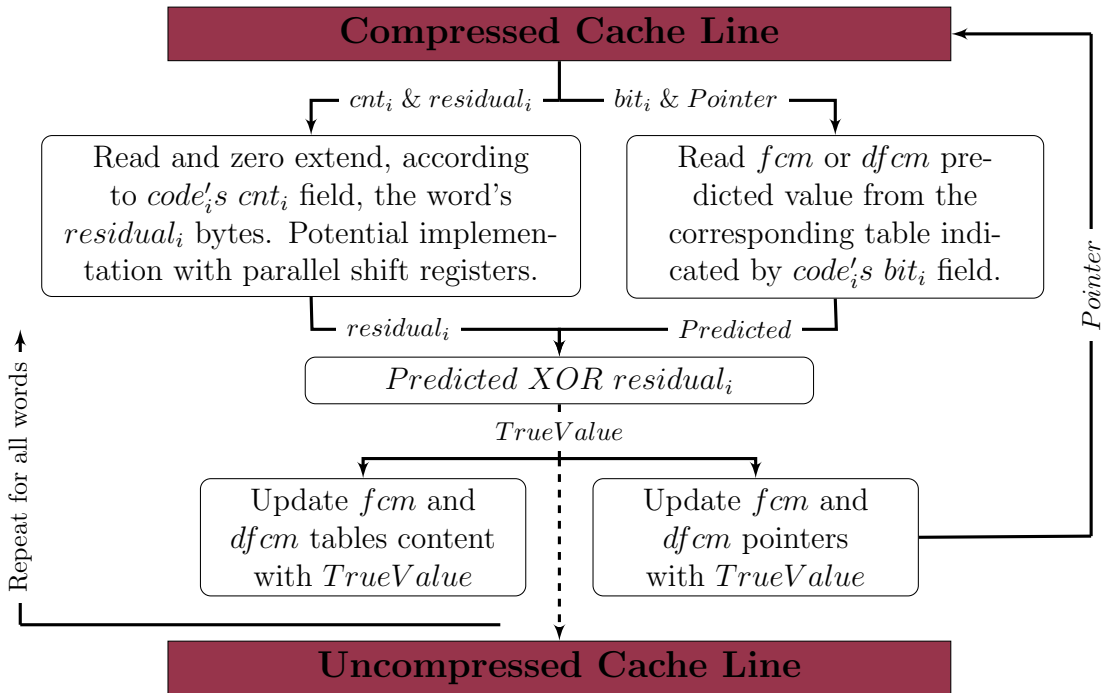 Compressed Cache Line
cnt_i & residual_i
bit_i & Pointer
Read and zero extend, according
to code'_i s cnt_i field, the word's
residual_i bytes. Potential implemen-
tation with parallel shift registers.
Read fcm or dfcm pre-
dicted value from the
corresponding table indi-
cated by code'_i s bit_i field.
Pointer
residual_i
Predicted
Predicted XOR residual_i
TrueValue
Repeat for all words
Update fcm and
dfcm tables content
with TrueValue
Update fcm and
dfcm pointers
with TrueValue
Uncompressed Cache Line